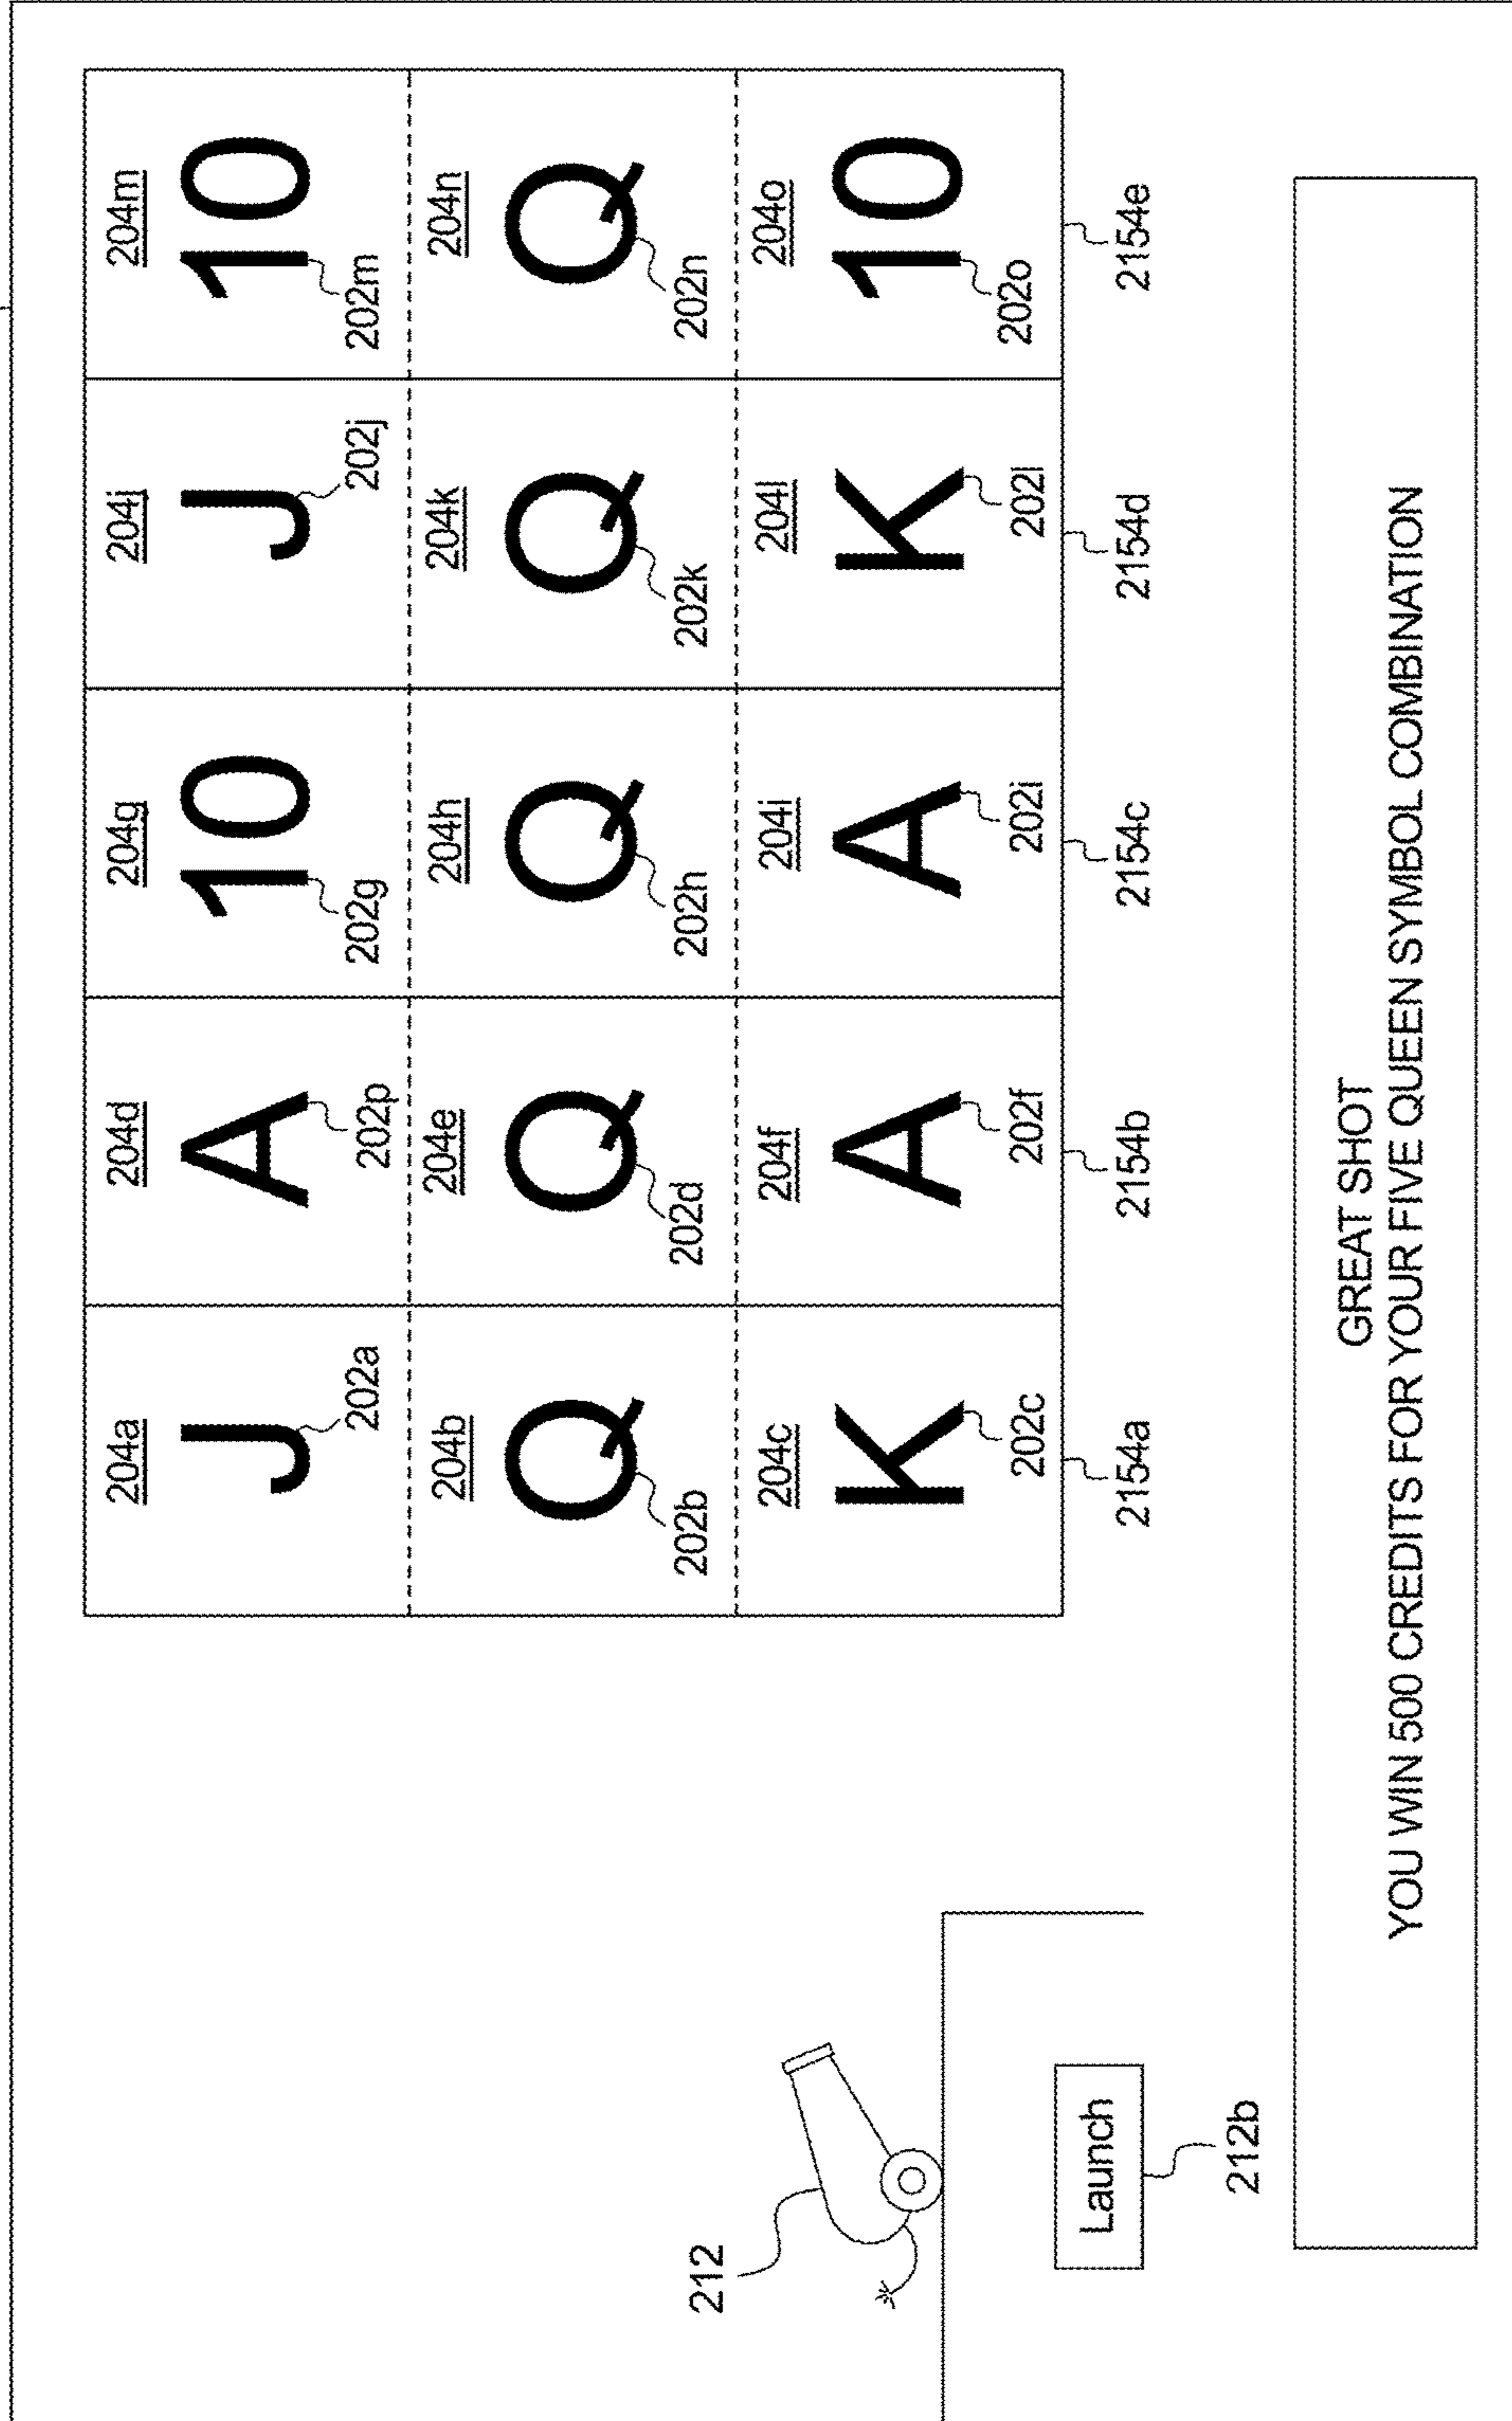 204a 204d 204g 204j 204m
J A 10 J 10
202a 202p 202g 202j 202m
204b 204e 204h 204k 204n
Q Q Q Q Q
202b 202d 202h 202k 202n
204c 204f 204i 204l 204o
K A A K 10
202c 202f 202i 202l 202o
2154a 2154b 2154c 2154d 2154e
212
Launch
212b
GREAT SHOT
YOU WIN 500 CREDITS FOR YOUR FIVE QUEEN SYMBOL COMBINATION